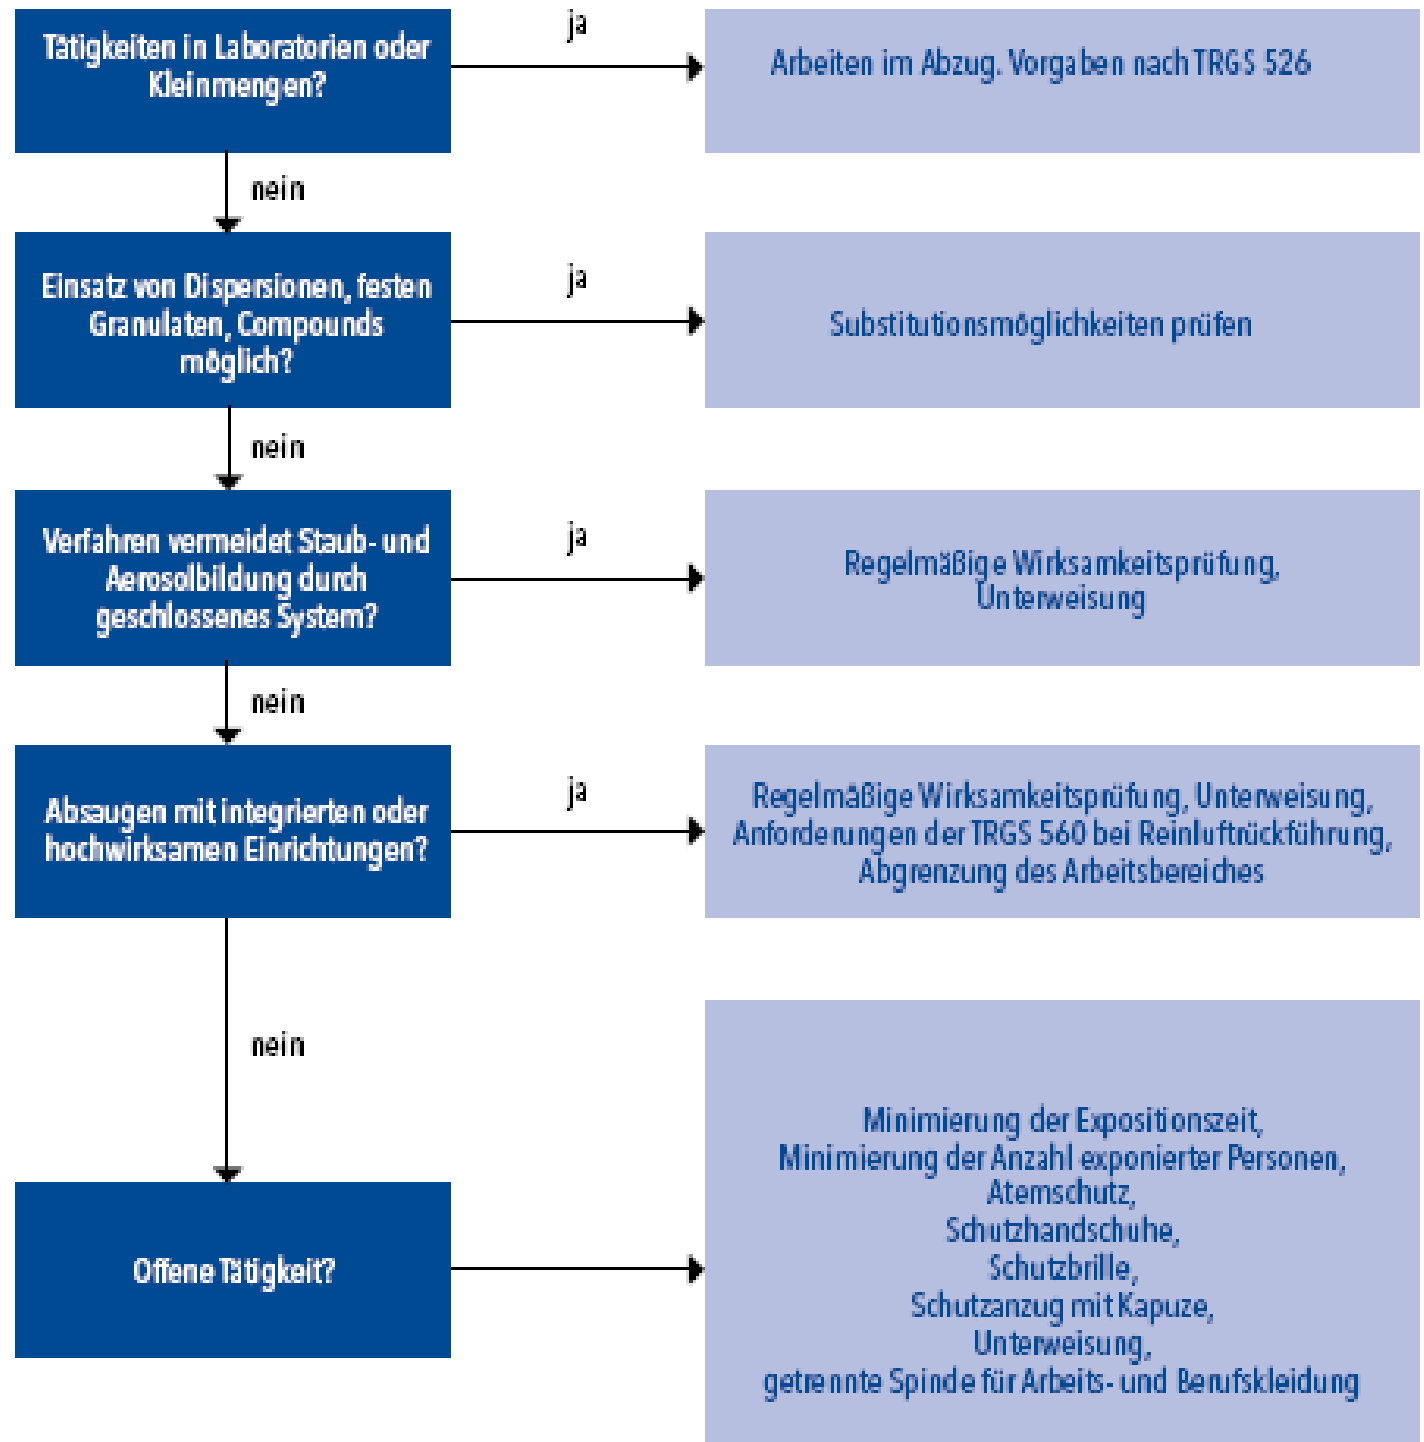 Tätigkeiten in Laboratorien oder
Kleinmengen?
ja
Arbeiten im Abzug. Vorgaben nach TRGS 526
nein
Einsatz von Dispersionen, festen
Granulaten, Compounds
möglich?
ja
Substitutionsmöglichkeiten prüfen
nein
Verfahren vermeidet Staub- und
Aerosolbildung durch
geschlossenes System?
ja
Regelmäßige Wirksamkeitsprüfung,
Unterweisung
nein
Absaugen mit integrierten oder
hochwirksamen Einrichtungen?
ja
Regelmäßige Wirksamkeitsprüfung, Unterweisung,
Anforderungen der TRGS 560 bei Reinluftrückführung,
Abgrenzung des Arbeitsbereiches
nein
Offene Tätigkeit?
Minimierung der Expositionszeit,
Minimierung der Anzahl exponierter Personen,
Atemschutz,
Schutzhandschuhe,
Schutzbrille,
Schutzanzug mit Kapuze,
Unterweisung,
getrennte Spinde für Arbeits- und Berufskleidung